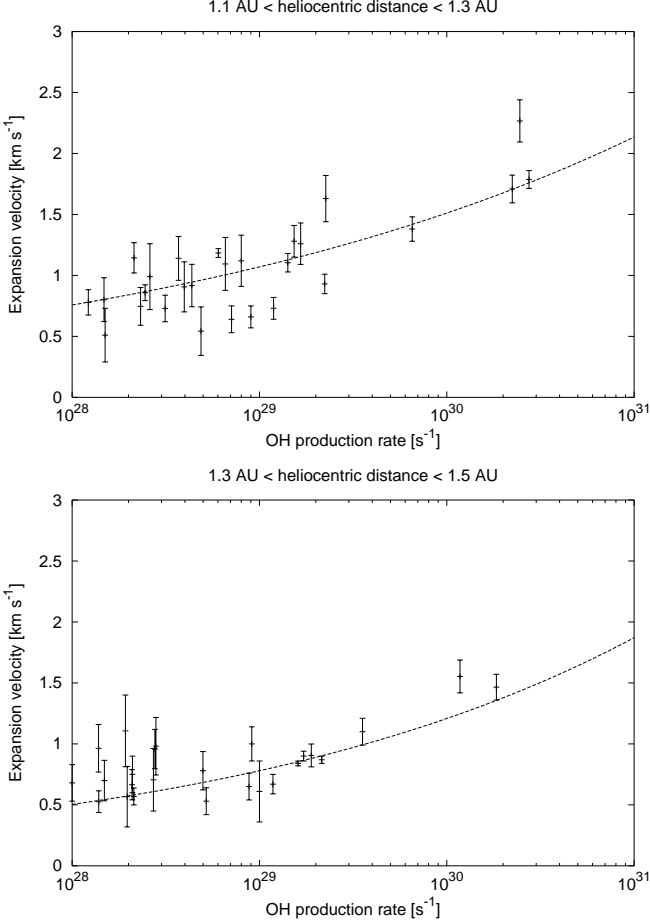 1.1 AU < heliocentric distance < 1.3 AU
3
2.5
2
1.5
1
0.5
0
Expansion velocity [km s-1]
10^28 10^29 10^30 10^31
OH production rate [s-1]
1.3 AU < heliocentric distance < 1.5 AU
3
2.5
2
1.5
1
0.5
0
Expansion velocity [km s-1]
10^28 10^29 10^30 10^31
OH production rate [s-1]